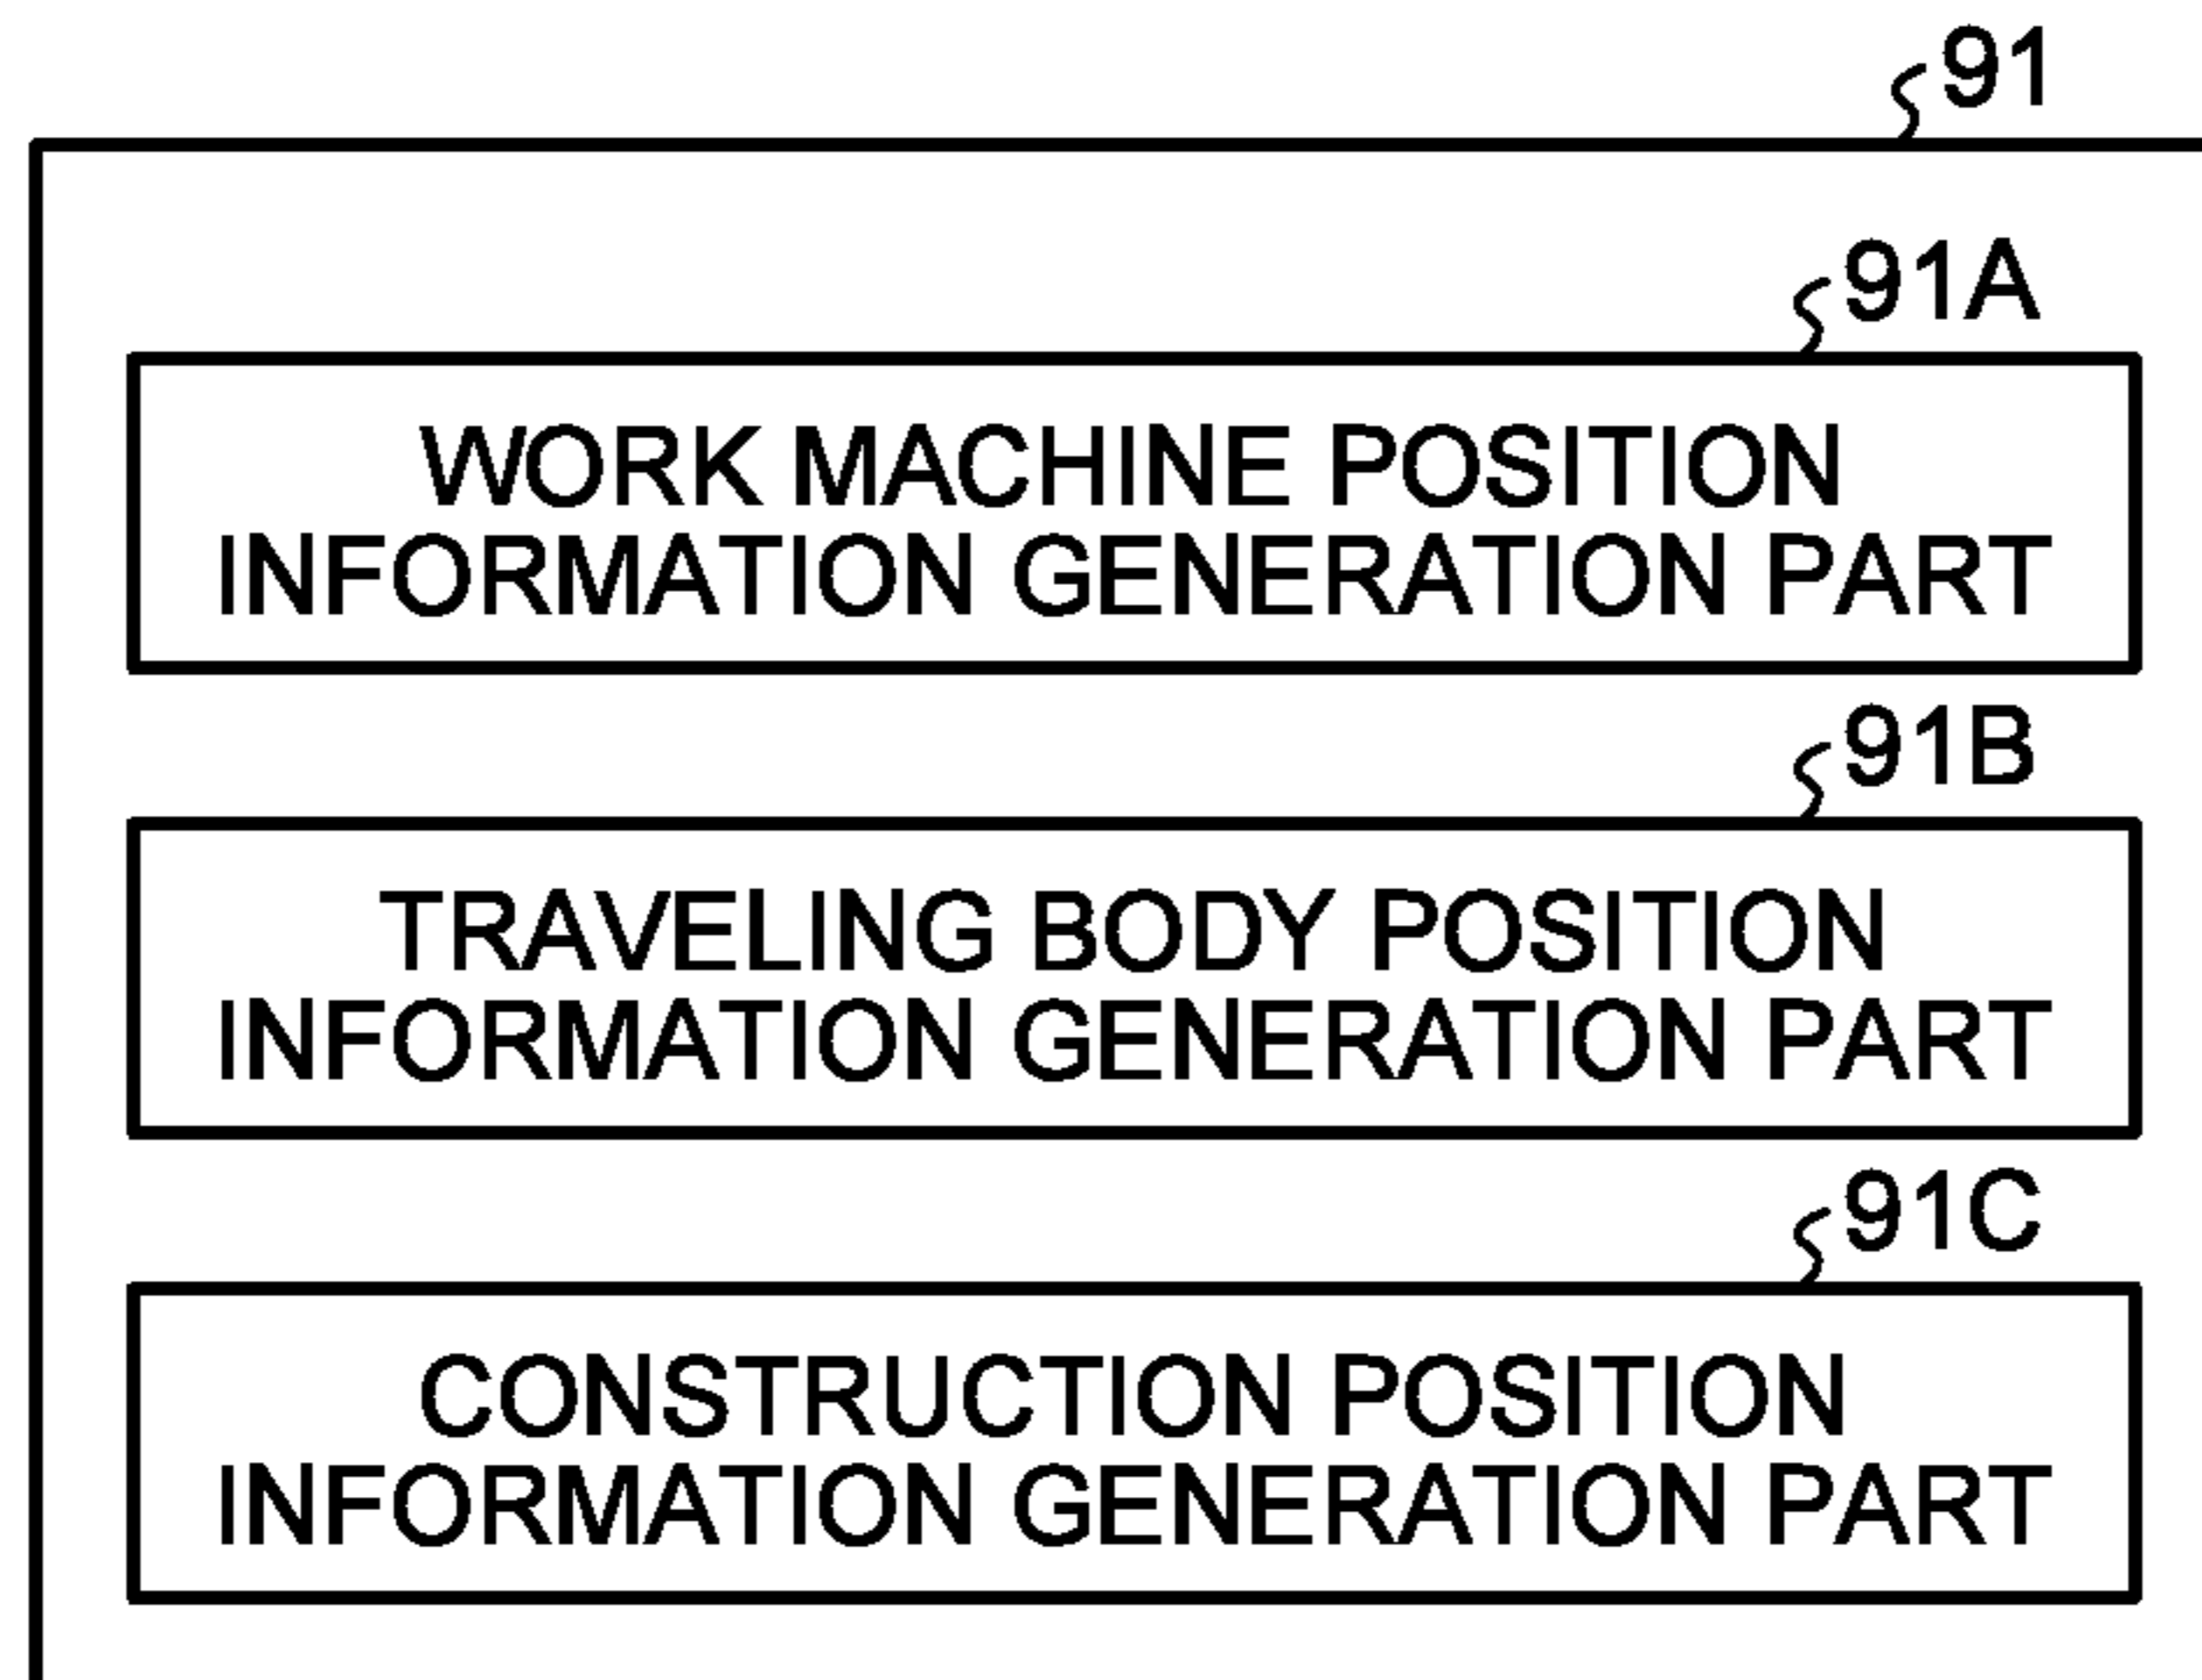 91
91A
WORK MACHINE POSITION
INFORMATION GENERATION PART
91B
TRAVELING BODY POSITION
INFORMATION GENERATION PART
91C
CONSTRUCTION POSITION
INFORMATION GENERATION PART